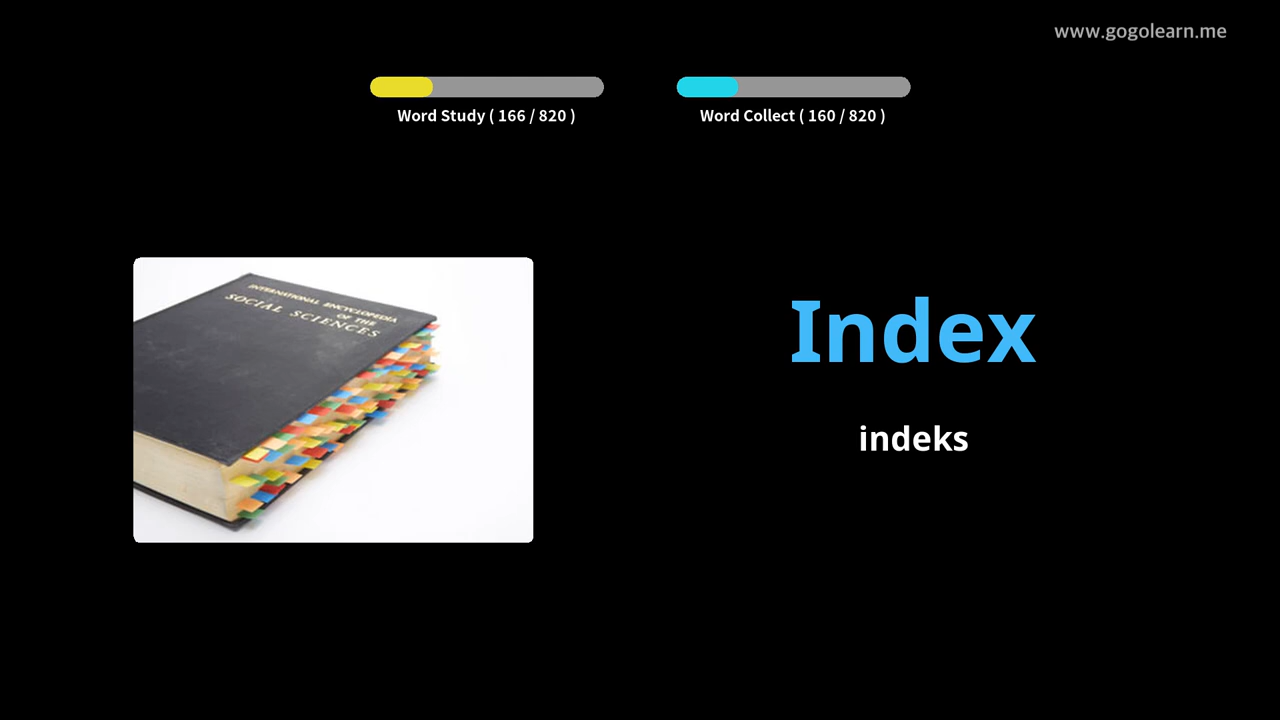 www.gogolearn.me
Word Study ( 166 / 820 )
Word Collect ( 160 / 820 )
INTERNATIONAL ENCYCLOPEDIA
OF THE
SOCIAL SCIENCES
Index
indeks